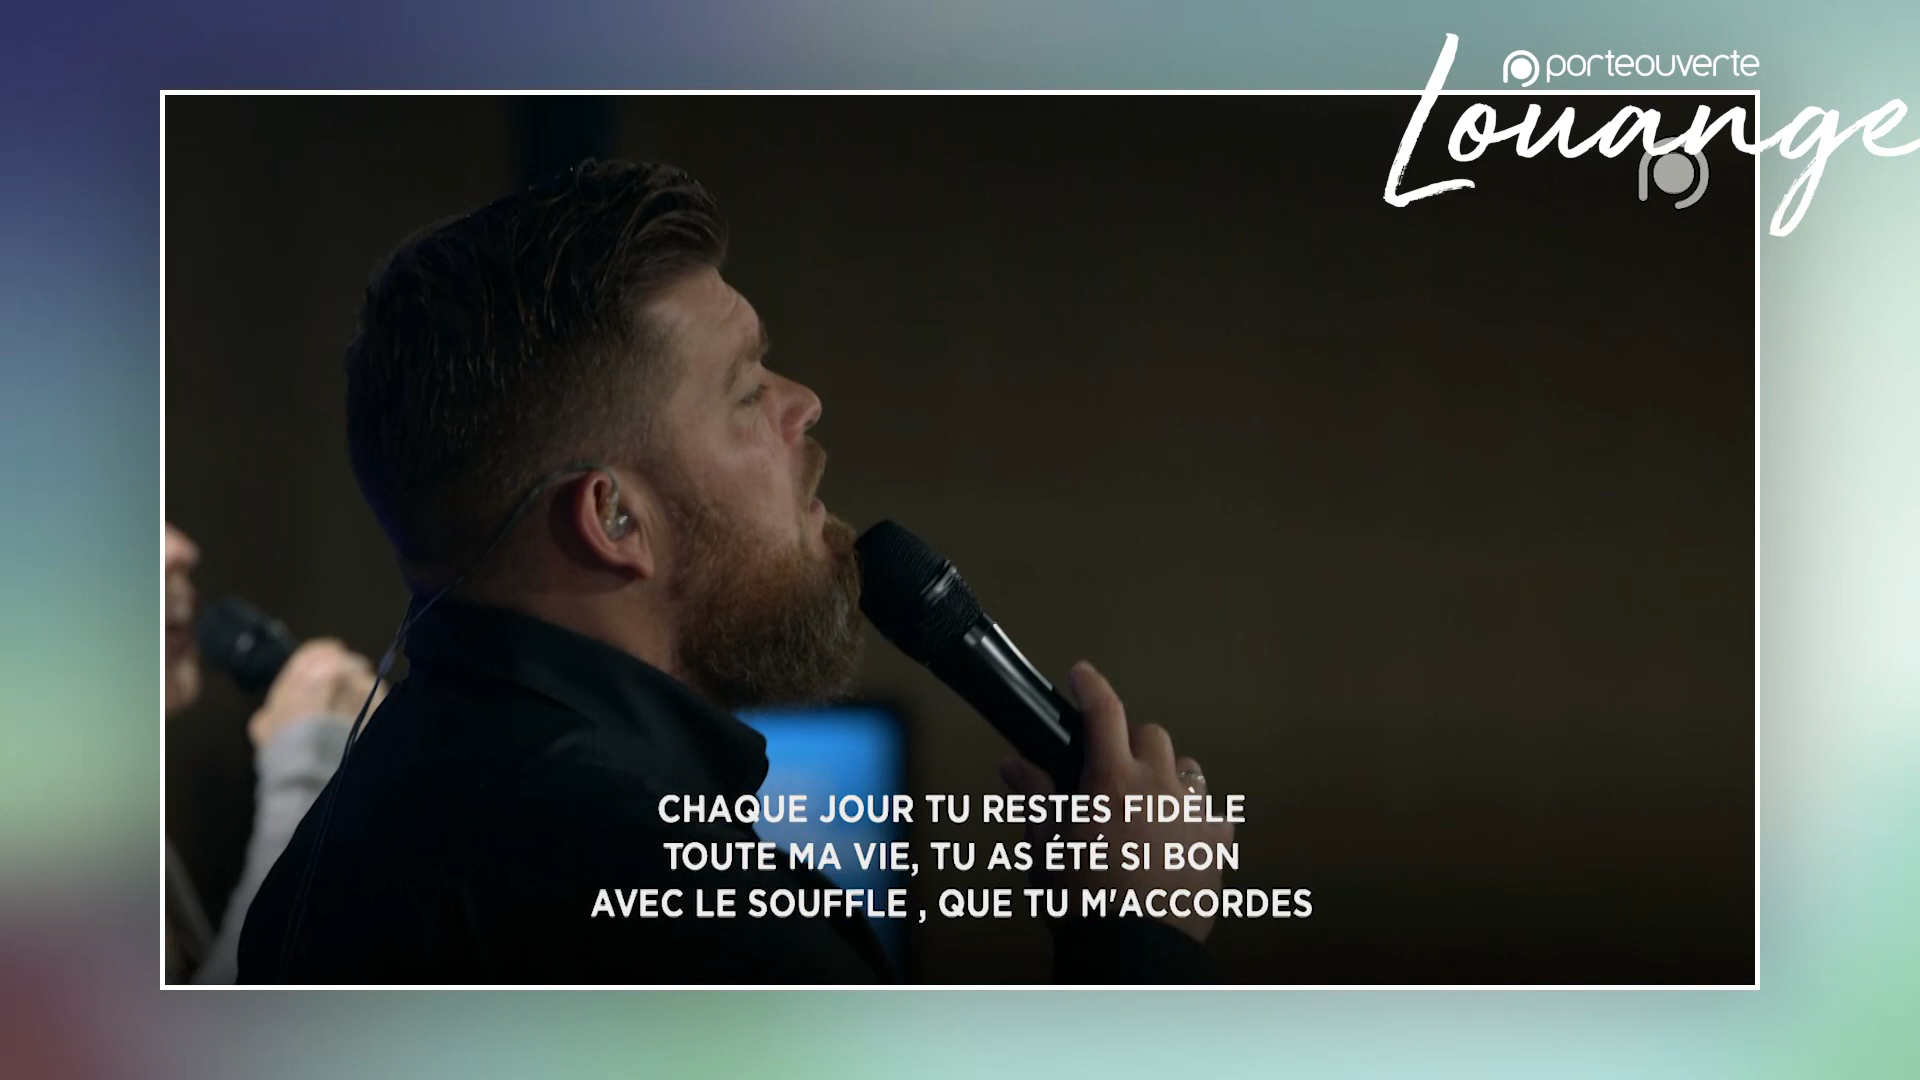 porteouverte
Louange
CHAQUE JOUR TU RESTES FIDÈLE
TOUTE MA VIE, TU AS ÉTÉ SI BON
AVEC LE SOUFFLE , QUE TU M'ACCORDES